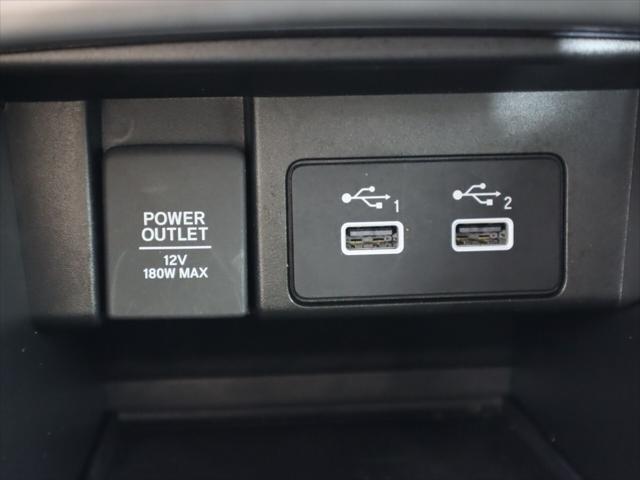 POWER
OUTLET
12V
180W MAX
1
2